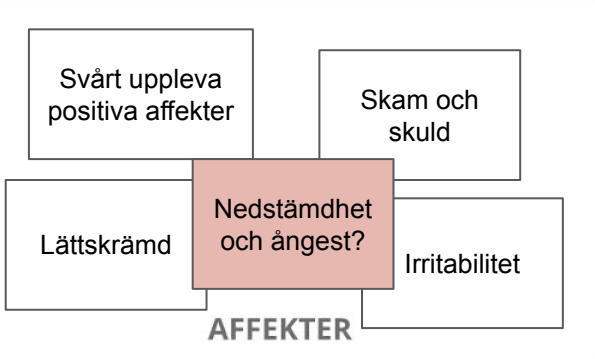 Svårt uppleva
positiva affekter
Skam och
skuld
Nedstämdhet
och ångest?
Lättskrämd
Irritabilitet
AFFEKTER